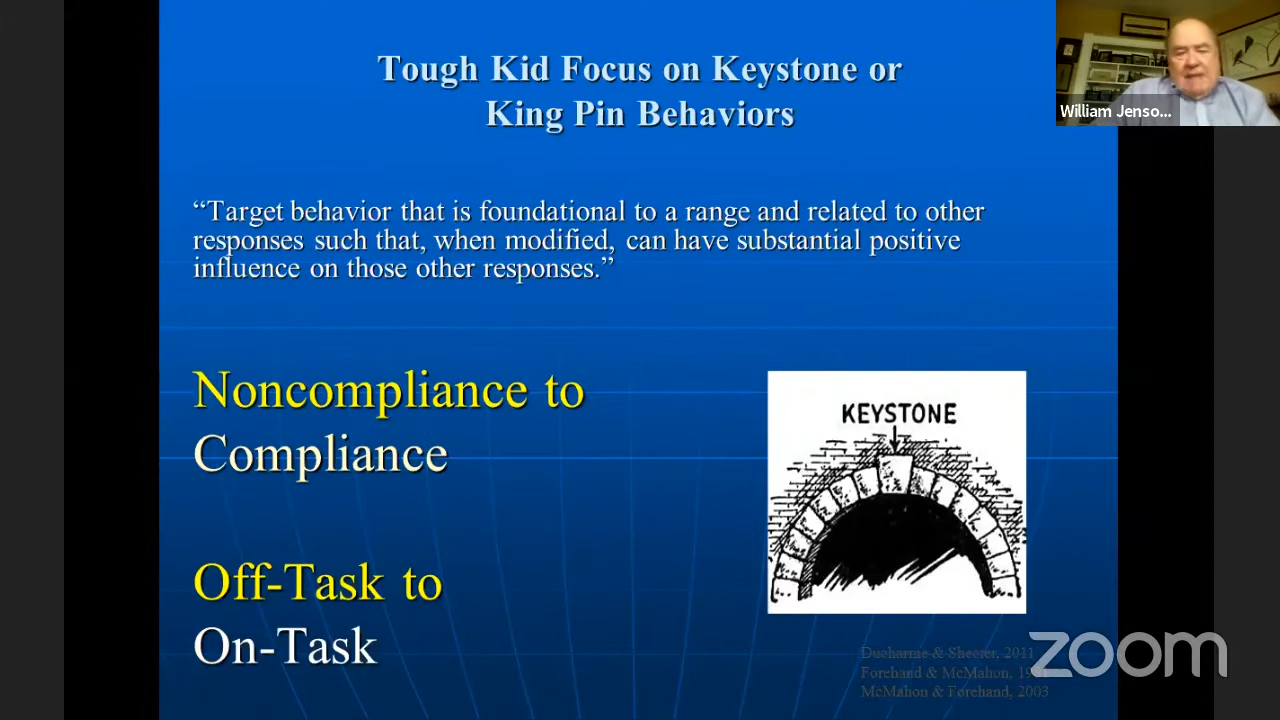 Tough Kid Focus on Keystone or
King Pin Behaviors
William Jenso...
“Target behavior that is foundational to a range and related to other
responses such that, when modified, can have substantial positive
influence on those other responses.”
Noncompliance to
Compliance
KEYSTONE
Off-Task to
On-Task
2011
Forehand & McMahon,
McMahon & Forehand, 2003
zoom